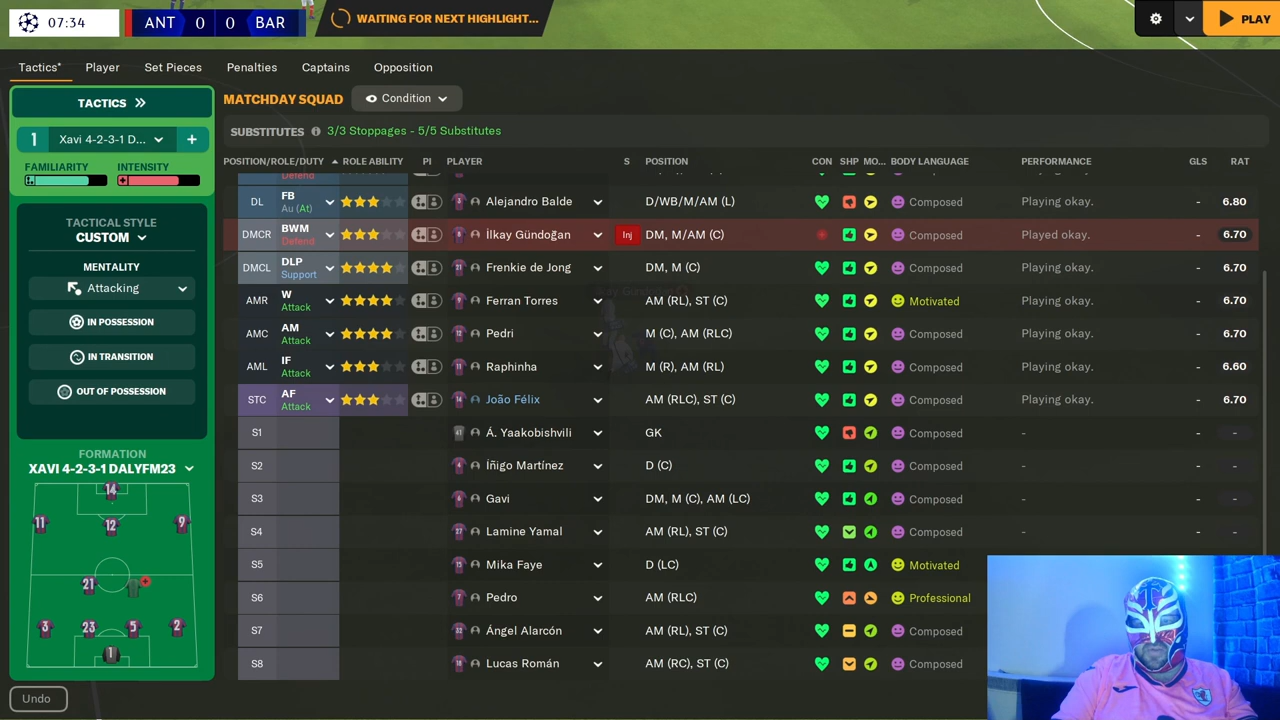 07:34 ANT 0 0 BAR WAITING FOR NEXT HIGHLIGHT... PLAY
Tactics* Player Set Pieces Penalties Captains Opposition
TACTICS
1 Xavi 4-2-3-1 D... +
FAMILIARITY INTENSITY
TACTICAL STYLE
CUSTOM
MENTALITY
Attacking
IN POSSESSION
IN TRANSITION
OUT OF POSSESSION
FORMATION
XAVI 4-2-3-1 DALYFM23
14
11 12 9
21
3 23 5 2
1
Undo
MATCHDAY SQUAD Condition
SUBSTITUTES 3/3 Stoppages - 5/5 Substitutes
POSITION/ROLE/DUTY ROLE ABILITY PI PLAYER S POSITION CON SHP MO... BODY LANGUAGE PERFORMANCE GLS RAT
DL FB Au (At) Alejandro Balde D/WB/M/AM (L) Composed Playing okay. - 6.80
DMCR BWM Defend İlkay Gündoğan Inj DM, M/AM (C) Composed Played okay. - 6.70
DMCL DLP Support Frenkie de Jong DM, M (C) Composed Playing okay. - 6.70
AMR W Attack Ferran Torres AM (RL), ST (C) Motivated Playing okay. - 6.70
AMC AM Attack Pedri M (C), AM (RLC) Composed Playing okay. - 6.70
AML IF Attack Raphinha M (R), AM (RL) Composed Playing okay. - 6.60
STC AF Attack João Félix AM (RLC), ST (C) Composed Playing okay. - 6.70
S1 Á. Yaakobishvili GK Composed - - -
S2 Íñigo Martínez D (C) Composed - - -
S3 Gavi DM, M (C), AM (LC) Composed - - -
S4 Lamine Yamal AM (RL), ST (C) Composed - - -
S5 Mika Faye D (LC) Motivated
S6 Pedro AM (RLC) Professional
S7 Ángel Alarcón AM (RL), ST (C) Composed
S8 Lucas Román AM (RC), ST (C) Composed